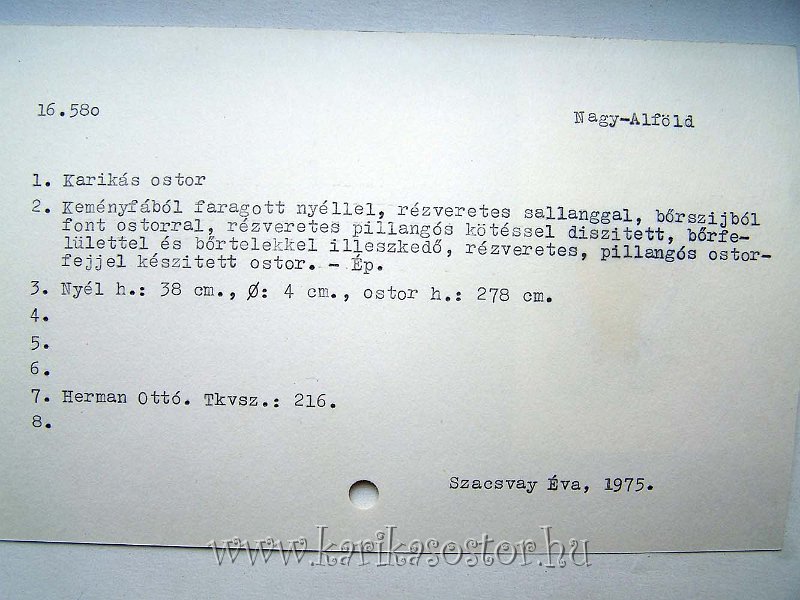 16.58o
Nagy-Alföld
1. Karikás ostor
2. Keményfából faragott nyéllel, rézveretes sallanggal, bőrszijból
font ostorral, rézveretes pillangós kötéssel diszitett, bőrfe-
lülettel és bőrtelekkel illeszkedő, rézveretes, pillangós ostor-
fejjel készitett ostor. - Ép.
3. Nyél h.: 38 cm., Ø: 4 cm., ostor h.: 278 cm.
4.
5.
6.
7. Herman Ottó. Tkvsz.: 216.
8.
Szacsvay Éva, 1975.
www.karikasostor.hu